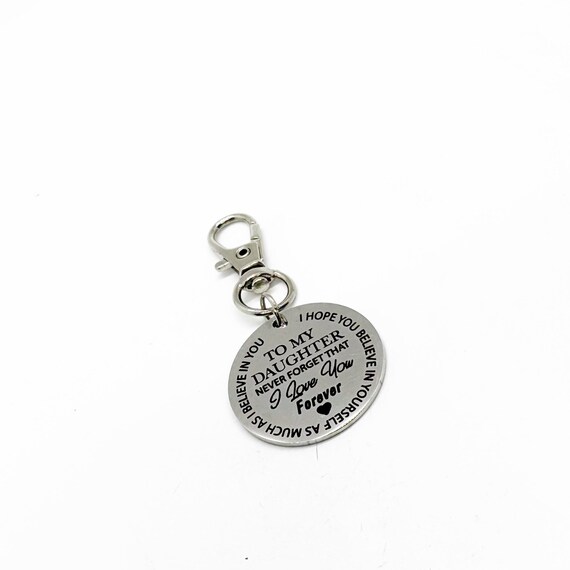 I HOPE YOU BELIEVE IN YOURSELF AS MUCH AS I BELIEVE IN YOU
TO MY
DAUGHTER
NEVER FORGET THAT
I Love You
Forever